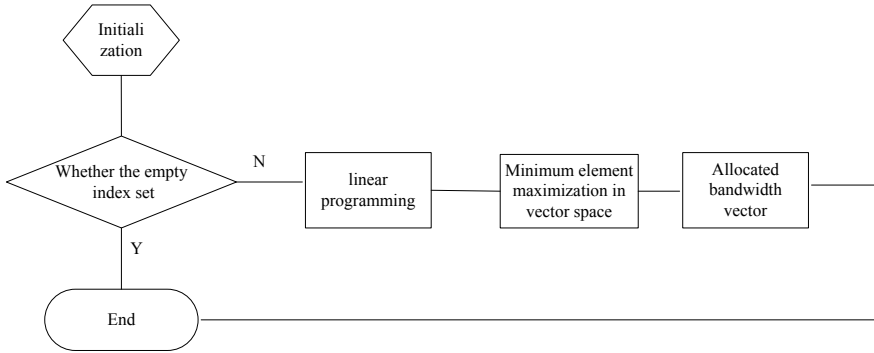 Initiali
zation
Whether the empty
index set
N
linear
programming
Minimum element
maximization in
vector space
Allocated
bandwidth
vector
Y
End